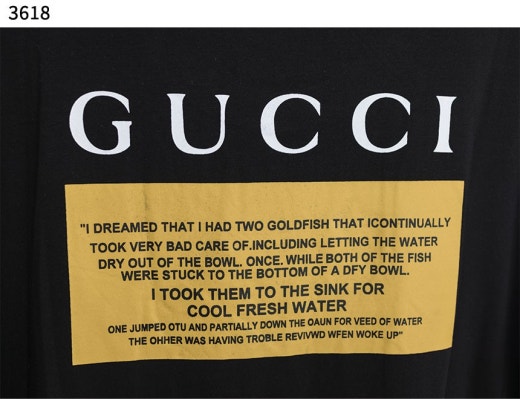 3618
GUCCI
"I DREAMED THAT I HAD TWO GOLDFISH THAT ICONTINUALLY
TOOK VERY BAD CARE OF.INCLUDING LETTING THE WATER
DRY OUT OF THE BOWL. ONCE. WHILE BOTH OF THE FISH
WERE STUCK TO THE BOTTOM OF A DFY BOWL.
I TOOK THEM TO THE SINK FOR
COOL FRESH WATER
ONE JUMPED OTU AND PARTIALLY DOWN THE OAUN FOR VEED OF WATER
THE OHHER WAS HAVING TROBLE REVIVWD WFEN WOKE UP"